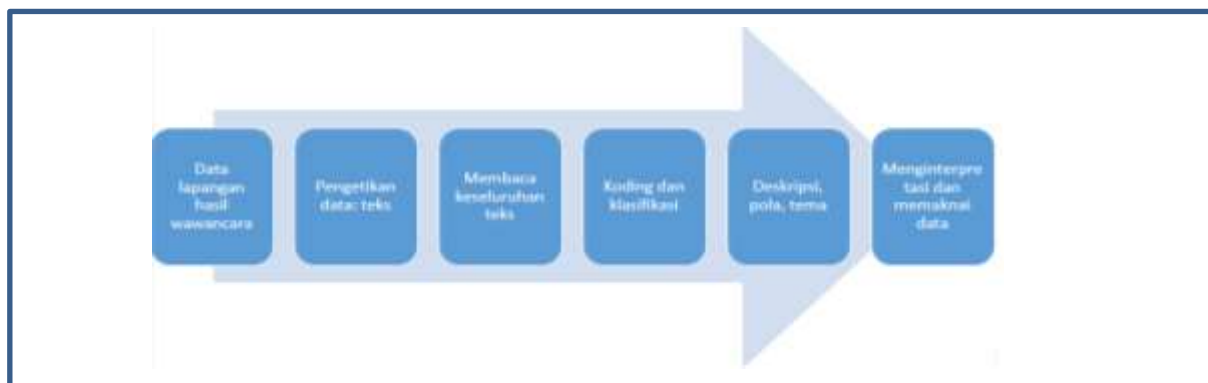 Data
lapangan
hasil
wawancara
Pengetikan
data: teks
Membaca
keseluruhan
teks
Koding dan
klasifikasi
Deskripsi,
pola, tema
Menginterpre
tasi dan
memaknai
data